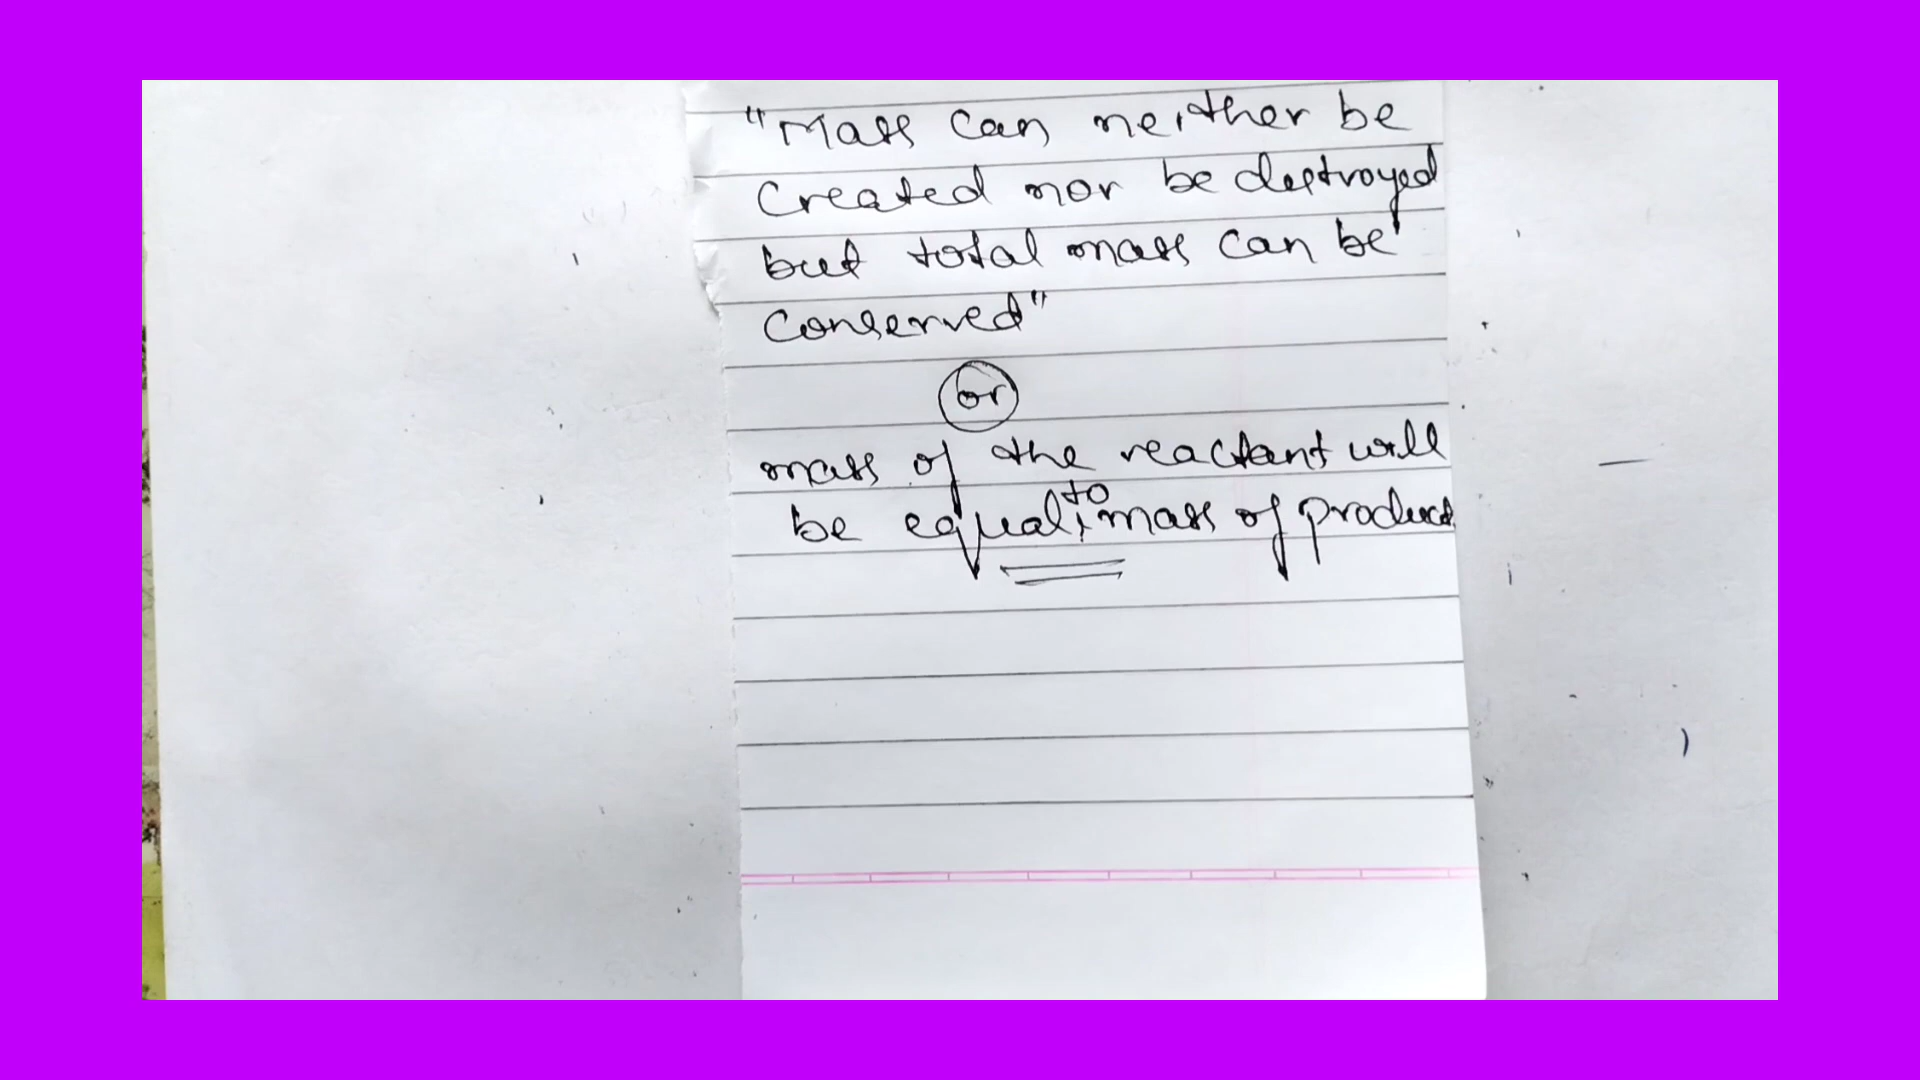 "Mass can neither be
created nor be destroyed
but total mass can be
conserved"
or
mass of the reactant will
be equal to mass of product